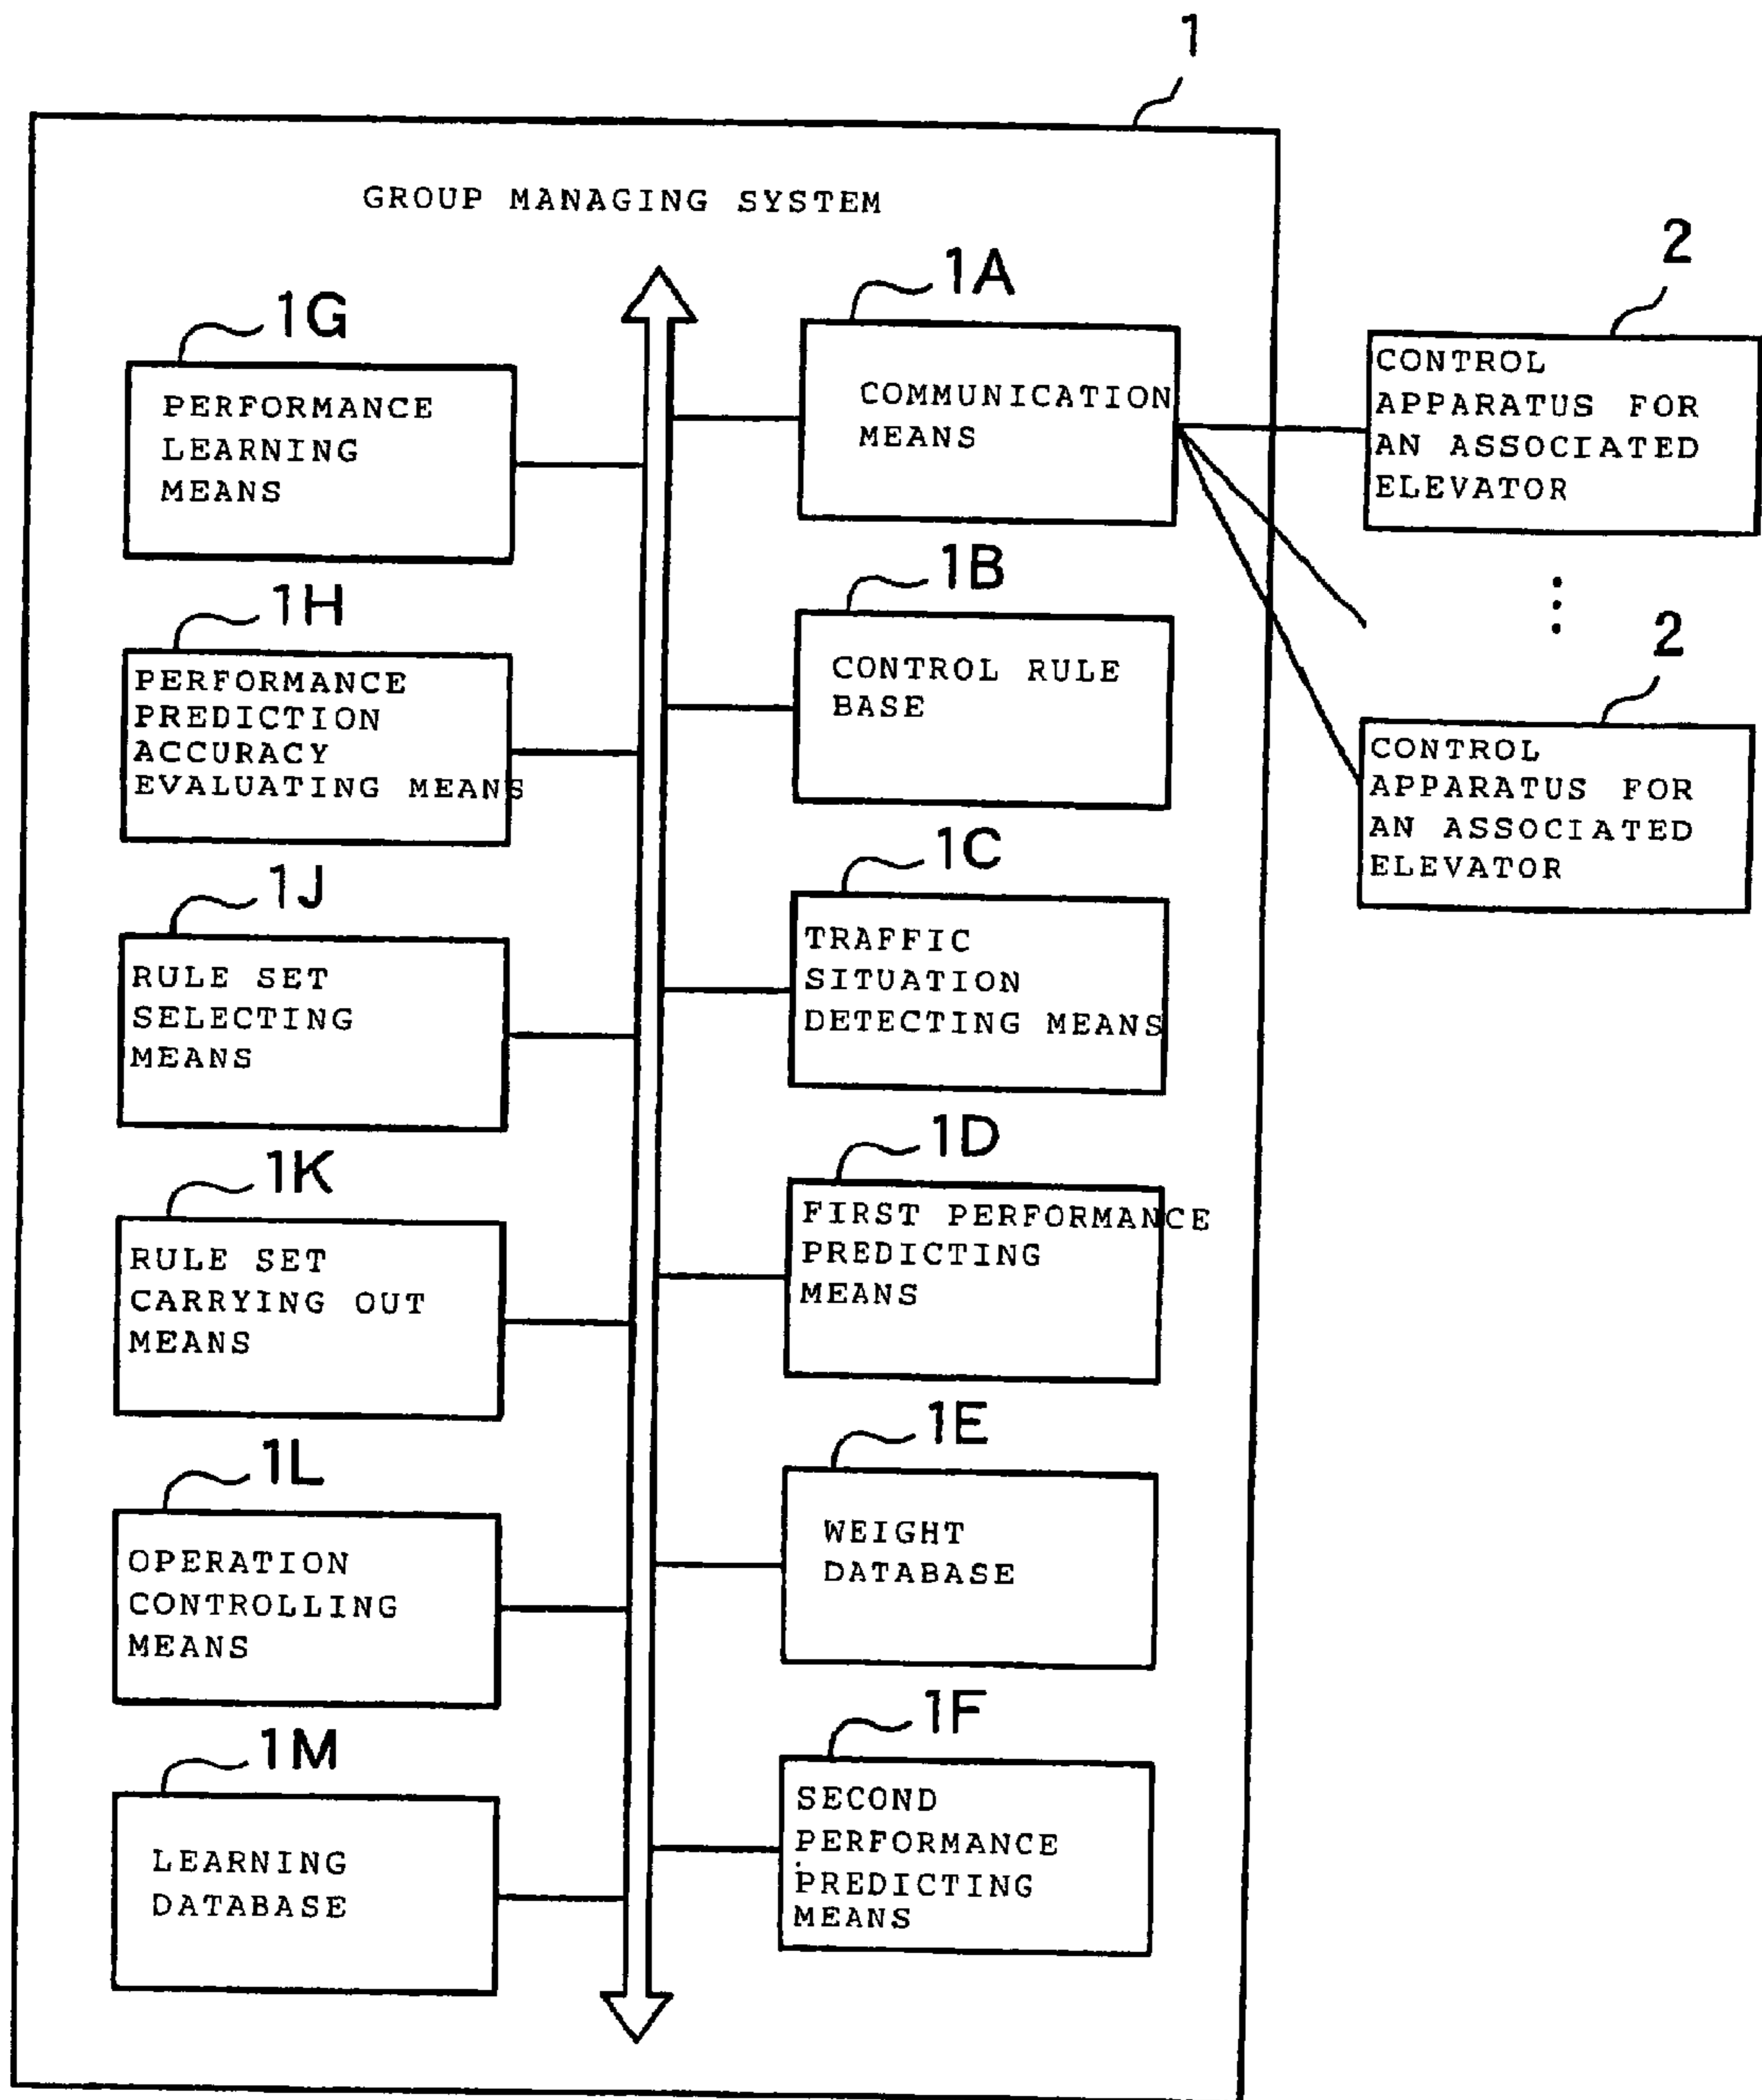 1
GROUP MANAGING SYSTEM
1G
PERFORMANCE
LEARNING
MEANS
1H
PERFORMANCE
PREDICTION
ACCURACY
EVALUATING MEANS
1J
RULE SET
SELECTING
MEANS
1K
RULE SET
CARRYING OUT
MEANS
1L
OPERATION
CONTROLLING
MEANS
1M
LEARNING
DATABASE
1A
COMMUNICATION
MEANS
1B
CONTROL RULE
BASE
1C
TRAFFIC
SITUATION
DETECTING MEANS
1D
FIRST PERFORMANCE
PREDICTING
MEANS
1E
WEIGHT
DATABASE
1F
SECOND
PERFORMANCE
PREDICTING
MEANS
2
CONTROL
APPARATUS FOR
AN ASSOCIATED
ELEVATOR
2
CONTROL
APPARATUS FOR
AN ASSOCIATED
ELEVATOR